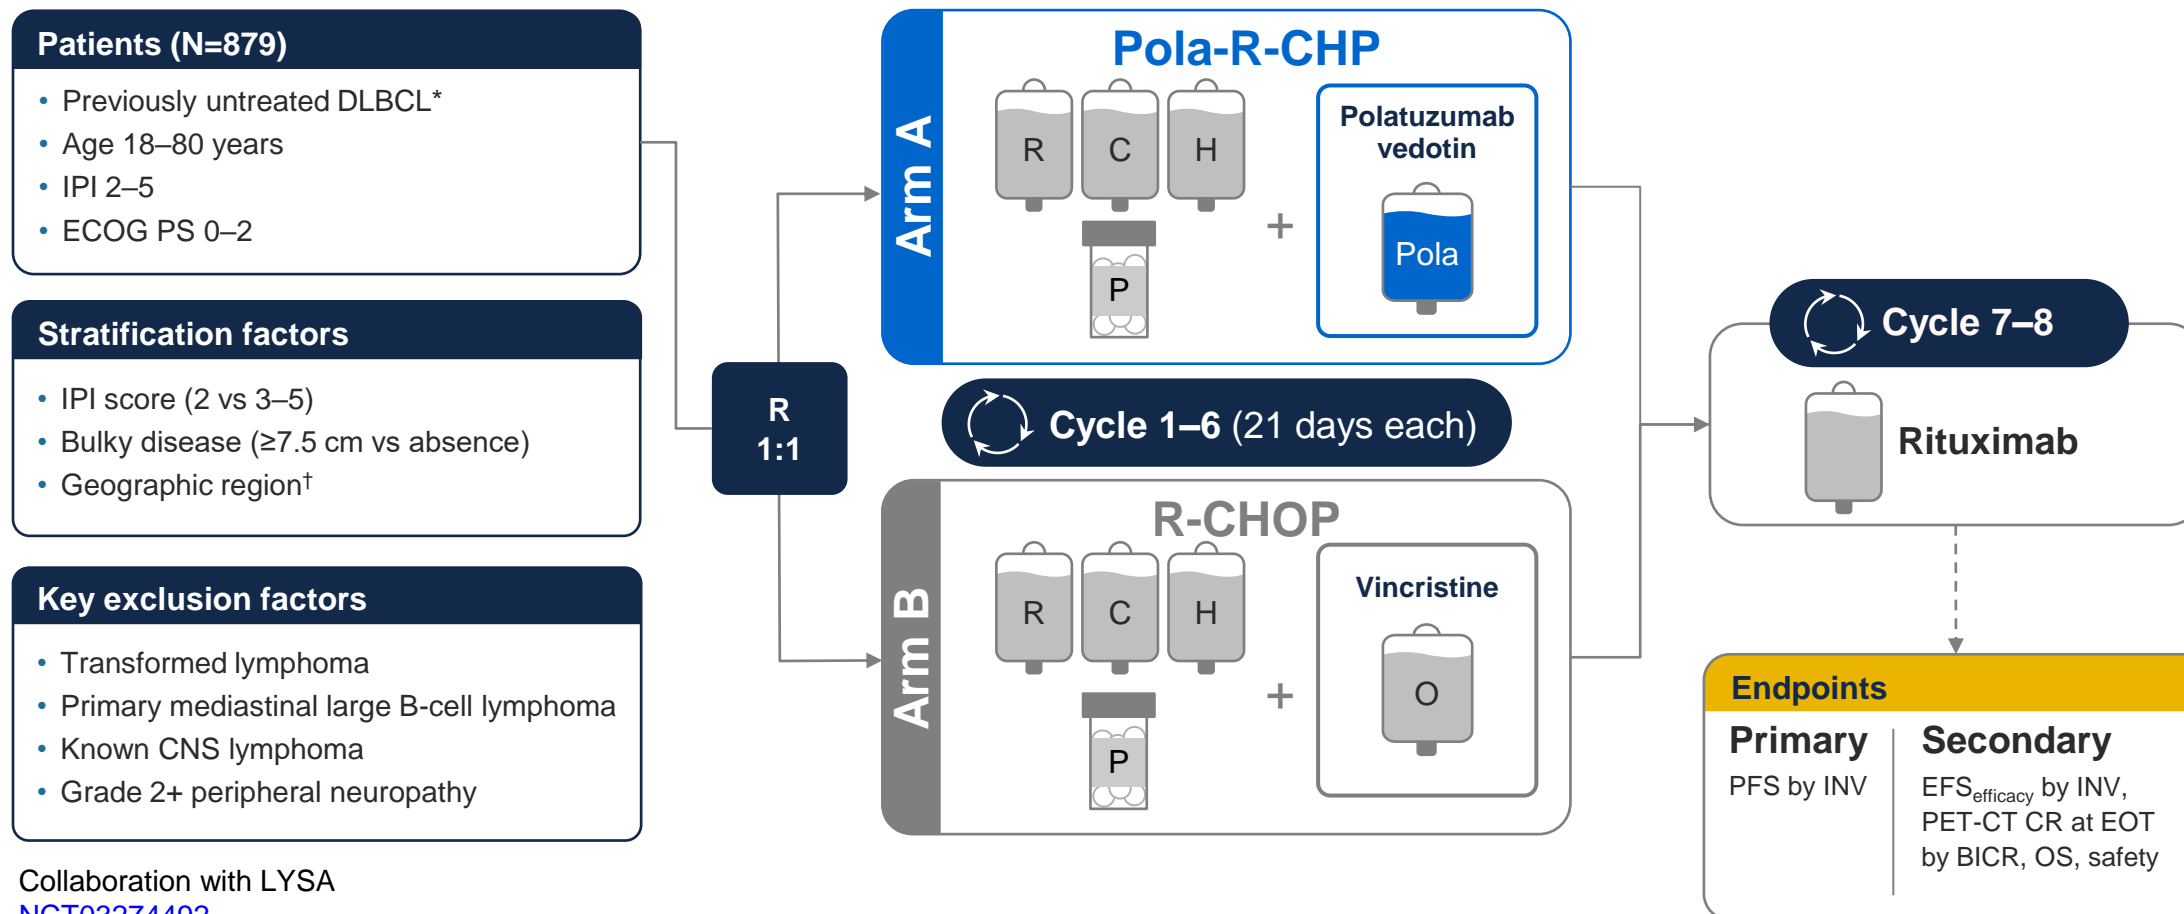 Patients (N=879)
• Previously untreated DLBCL*
• Age 18–80 years
• IPI 2–5
• ECOG PS 0–2
Stratification factors
• IPI score (2 vs 3–5)
• Bulky disease (≥7.5 cm vs absence)
• Geographic region†
Key exclusion factors
• Transformed lymphoma
• Primary mediastinal large B-cell lymphoma
• Known CNS lymphoma
• Grade 2+ peripheral neuropathy
Collaboration with LYSA
NCT03274492
R
1:1
Arm A
Pola-R-CHP
R C H
P
+
Polatuzumab
vedotin
Pola
Cycle 1–6 (21 days each)
Arm B
R-CHOP
R C H
P
+
Vincristine
O
Cycle 7–8
Rituximab
Endpoints
Primary
PFS by INV
Secondary
EFSefficacy by INV,
PET-CT CR at EOT
by BICR, OS, safety